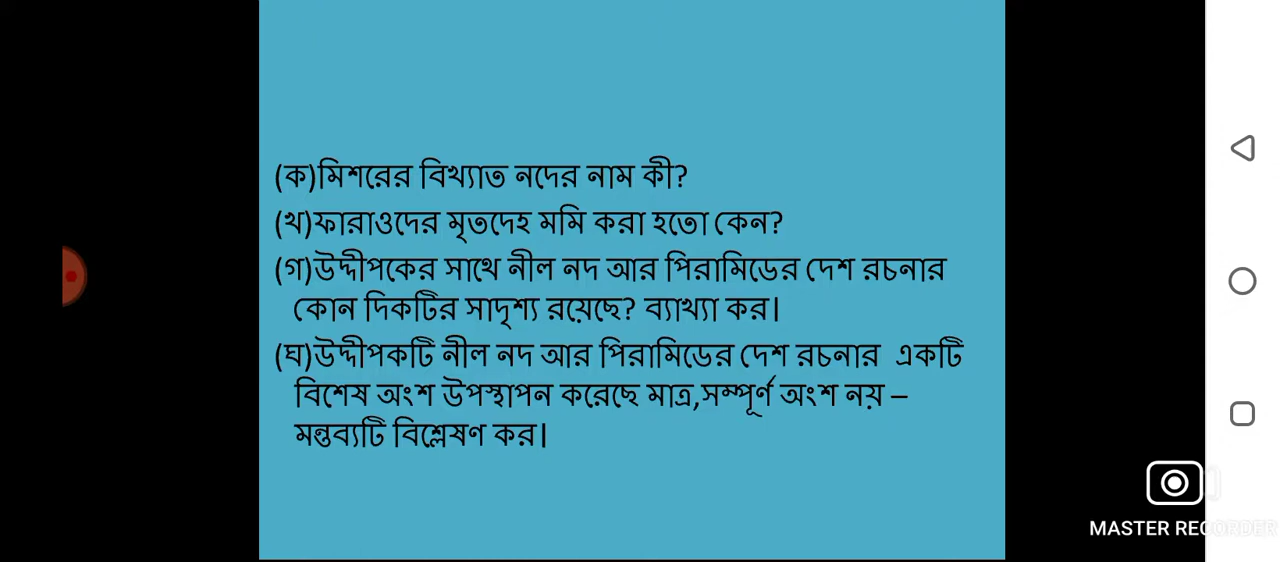 (ক)মিশরের বিখ্যাত নদের নাম কী?
(খ)ফারাওদের মৃতদেহ মমি করা হতো কেন?
(গ)উদ্দীপকের সাথে নীল নদ আর পিরামিডের দেশ রচনার
কোন দিকটির সাদৃশ্য রয়েছে? ব্যাখ্যা কর।
(ঘ)উদ্দীপকটি নীল নদ আর পিরামিডের দেশ রচনার একটি
বিশেষ অংশ উপস্থাপন করেছে মাত্র,সম্পূর্ণ অংশ নয় –
মন্তব্যটি বিশ্লেষণ কর।
MASTER RECORDER